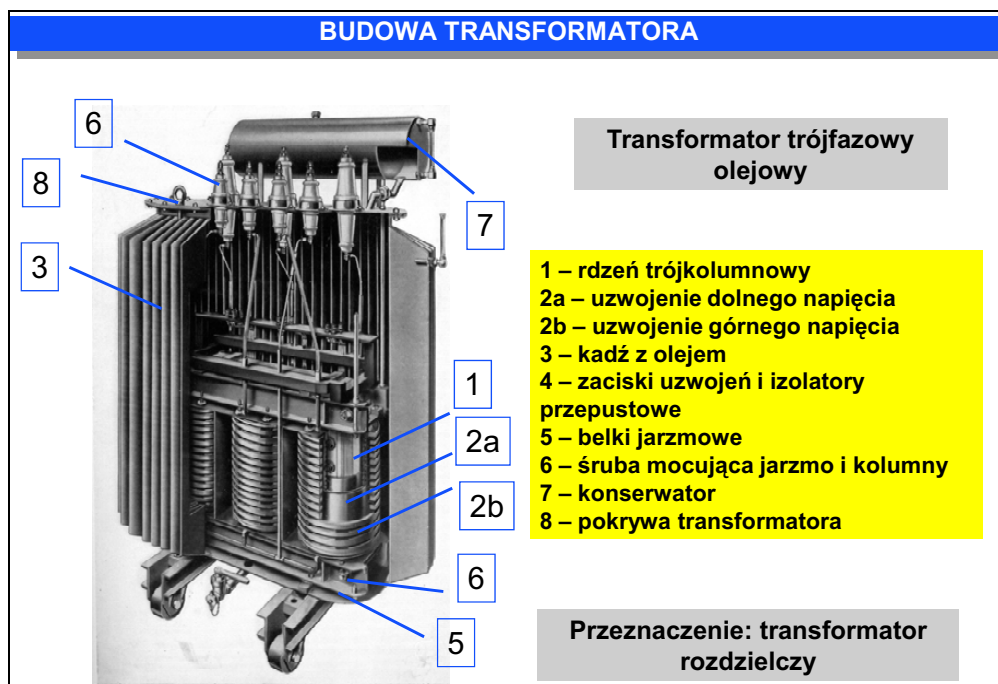 BUDOWA TRANSFORMATORA
6
8
3
7
1
2a
2b
6
5
Transformator trójfazowy
olejowy
1 – rdzeń trójkolumnowy
2a – uzwojenie dolnego napięcia
2b – uzwojenie górnego napięcia
3 – kadź z olejem
4 – zaciski uzwojeń i izolatory
przepustowe
5 – belki jarzmowe
6 – śruba mocująca jarzmo i kolumny
7 – konserwator
8 – pokrywa transformatora
Przeznaczenie: transformator
rozdzielczy